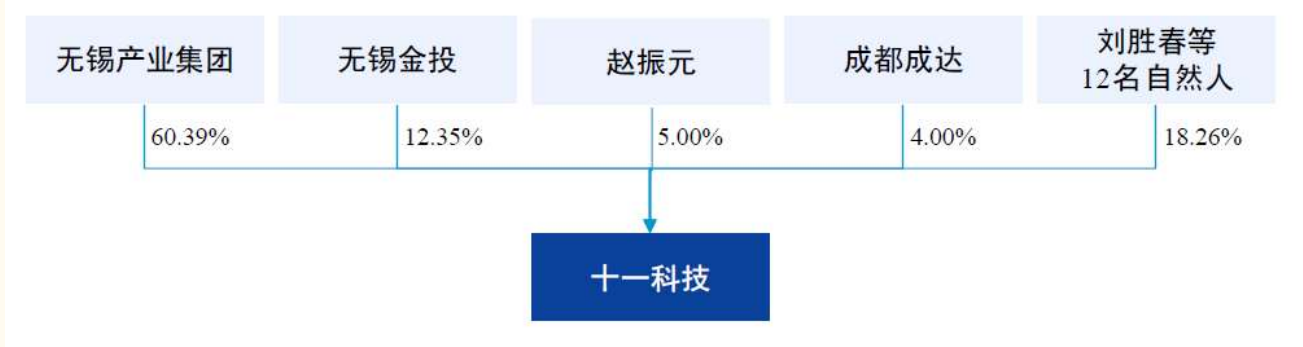 无锡产业集团
无锡金投
赵振元
成都成达
刘胜春等
12名自然人
60.39%
12.35%
5.00%
4.00%
18.26%
十一科技